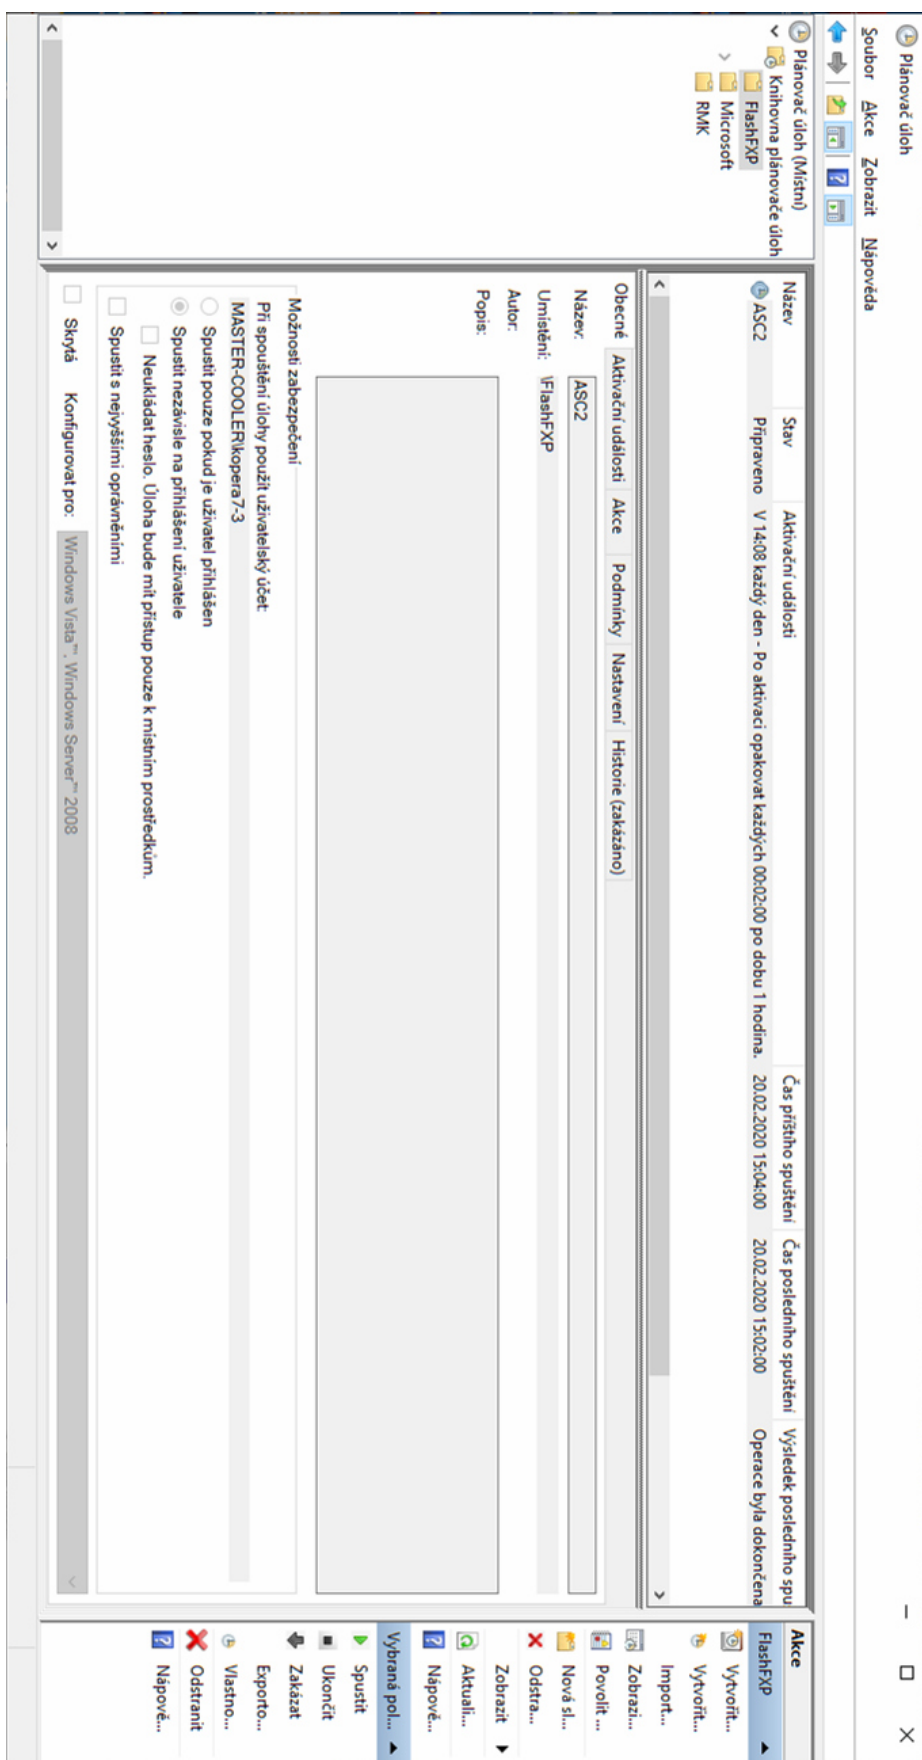 Plánovač úloh
Soubor Akce Zobrazit Nápověda
Plánovač úloh (Místní)
Knihovna plánovače úloh
FlashFXP
Microsoft
RMK
Název Stav Aktivační události Čas příštího spuštění Čas posledního spuštění Výsledek posledního spu
ASC2 Připraveno V 14:08 každý den - Po aktivaci opakovat každých 00:02:00 po dobu 1 hodina. 20.02.2020 15:04:00 20.02.2020 15:02:00 Operace byla dokončena
Obecné Aktivační události Akce Podmínky Nastavení Historie (zakázáno)
Název: ASC2
Umístění: \FlashFXP
Autor:
Popis:
Možnosti zabezpečení
Při spouštění úlohy použít uživatelský účet:
MASTER-COOLER\kopera7-3
Spustit pouze pokud je uživatel přihlášen
Spustit nezávisle na přihlášení uživatele
Neukládat heslo. Úloha bude mít přístup pouze k místním prostředkům.
Spustit s nejvyššími oprávněními
Skrytá Konfigurovat pro: Windows Vista™, Windows Server™ 2008
Akce
FlashFXP
Vytvořit...
Vytvořit...
Import...
Zobrazi...
Povolit ...
Nová sl...
Odstra...
Zobrazit
Aktuali...
Nápově...
Vybraná pol...
Spustit
Ukončit
Zakázat
Exporto...
Vlastno...
Odstranit
Nápově...